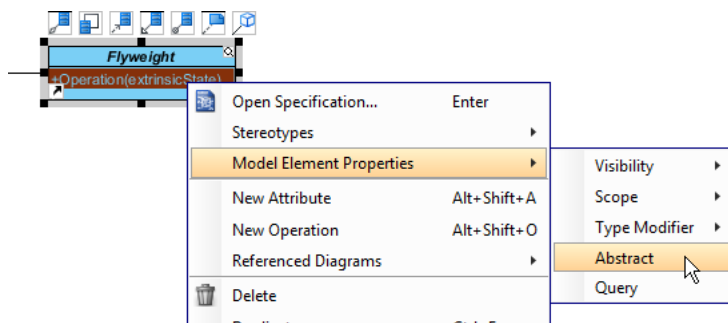 Flyweight
+Operation(extrinsicState)
Open Specification... Enter
Stereotypes
Model Element Properties
New Attribute Alt+Shift+A
New Operation Alt+Shift+O
Referenced Diagrams
Delete
Visibility
Scope
Type Modifier
Abstract
Query